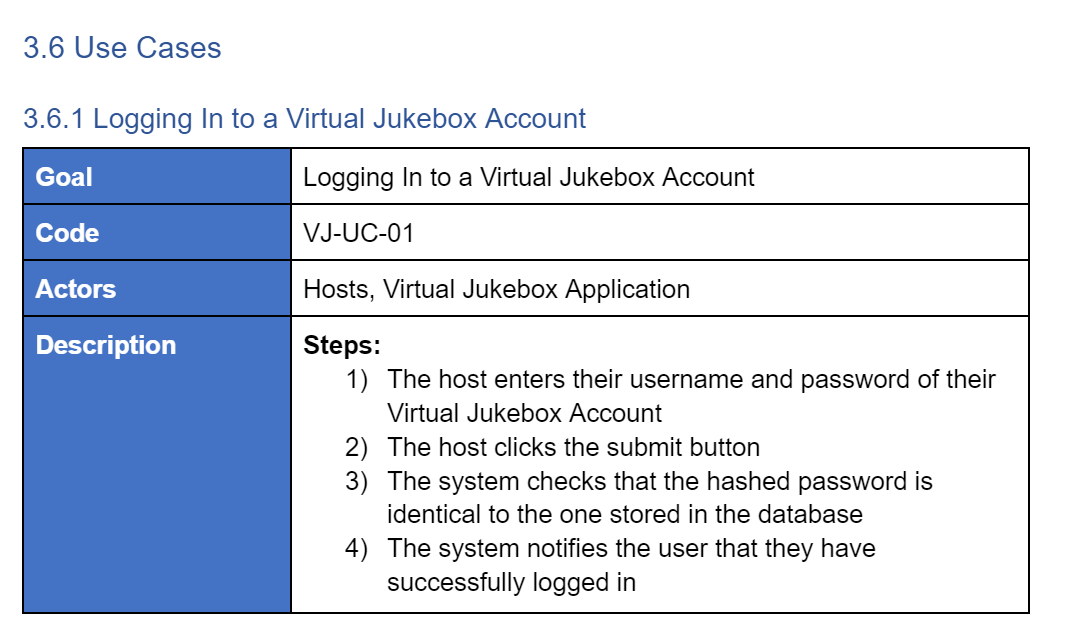 3.6 Use Cases
3.6.1 Logging In to a Virtual Jukebox Account
Goal
Logging In to a Virtual Jukebox Account
Code
VJ-UC-01
Actors
Hosts, Virtual Jukebox Application
Description
Steps:
1) The host enters their username and password of their
Virtual Jukebox Account
2) The host clicks the submit button
3) The system checks that the hashed password is
identical to the one stored in the database
4) The system notifies the user that they have
successfully logged in